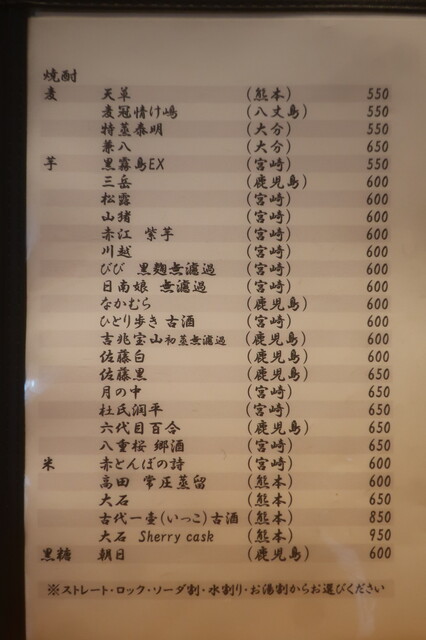 焼酎
麦 天草 (熊本) 550
麦冠情け嶋 (八丈島) 550
特蒸泰明 (大分) 550
兼八 (大分) 650
芋 黒霧島EX (宮崎) 550
三岳 (鹿児島) 600
松露 (宮崎) 600
山猪 (宮崎) 600
赤江 紫芋 (宮崎) 600
川越 (宮崎) 600
びび 黒麹無濾過 (宮崎) 600
日南娘 無濾過 (宮崎) 600
なかむら (鹿児島) 600
ひとり歩き 古酒 (宮崎) 600
吉兆宝山初蒸無濾過 (鹿児島) 600
佐藤白 (鹿児島) 600
佐藤黒 (鹿児島) 650
月の中 (宮崎) 650
杜氏潤平 (宮崎) 650
六代目百合 (鹿児島) 650
八重桜 郷酒 (宮崎) 650
米 赤とんぼの詩 (宮崎) 600
高田 常圧蒸留 (熊本) 600
大石 (熊本) 650
古代一壺(いっこ)古酒 (熊本) 850
大石 Sherry cask (熊本) 950
黒糖 朝日 (鹿児島) 600
※ストレート・ロック・ソーダ割・水割り・お湯割からお選びください